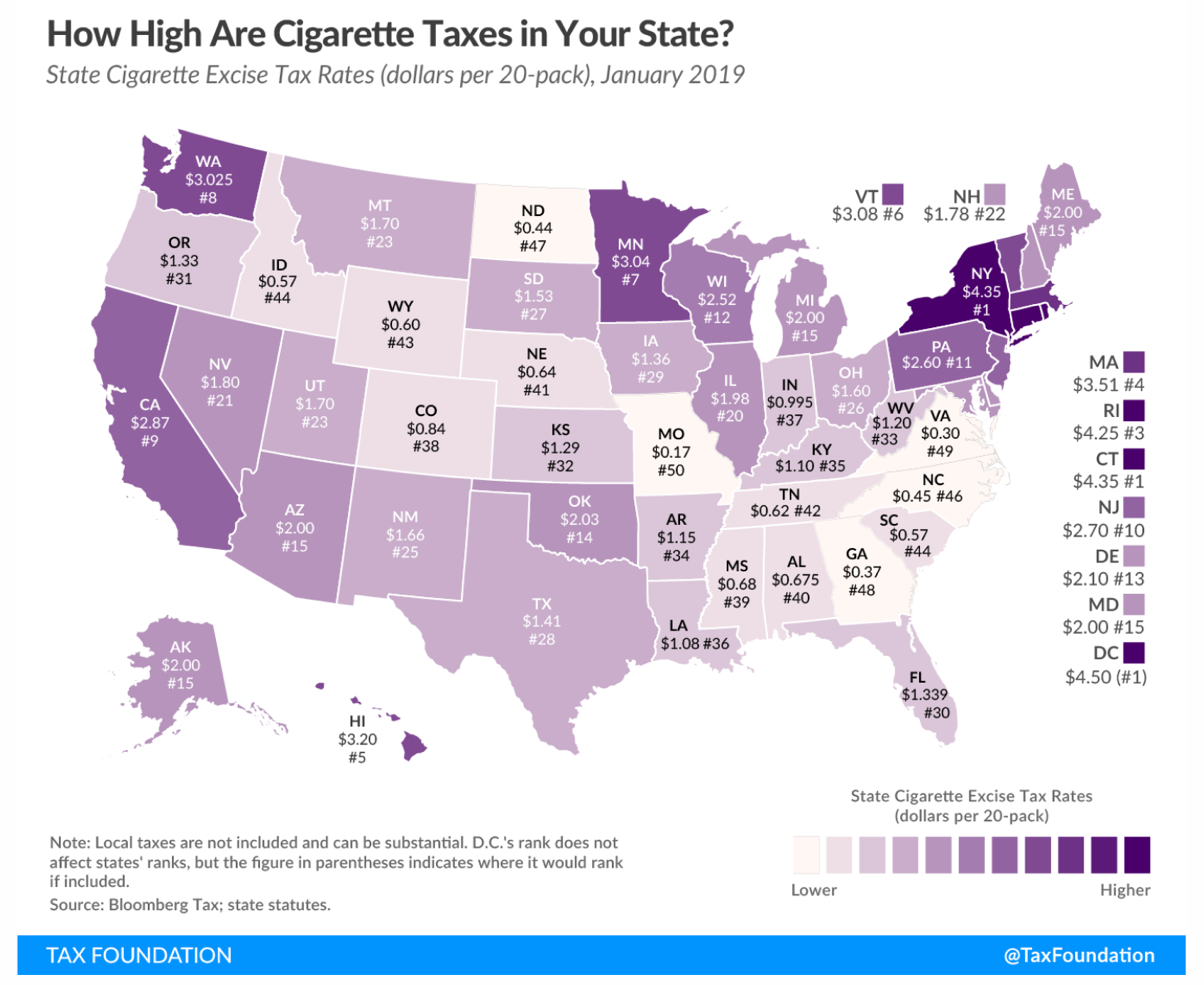 How High Are Cigarette Taxes in Your State?
State Cigarette Excise Tax Rates (dollars per 20-pack), January 2019
WA
$3.025
#8
MT
$1.70
#23
ND
$0.44
#47
MN
$3.04
#7
VT
$3.08 #6
NH
$1.78 #22
ME
$2.00
#15
OR
$1.33
#31
ID
$0.57
#44
WY
$0.60
#43
SD
$1.53
#27
WI
$2.52
#12
MI
$2.00
#15
NY
$4.35
#1
NV
$1.80
#21
UT
$1.70
#23
CA
$2.87
#9
CO
$0.84
#38
NE
$0.64
#41
KS
$1.29
#32
IA
$1.36
#29
MO
$0.17
#50
IL
$1.98
#20
IN
$0.995
#37
OH
$1.60
#26
PA
$2.60 #11
WV
$1.20
#33
VA
$0.30
#49
KY
$1.10 #35
NC
$0.45 #46
TN
$0.62 #42
SC
$0.57
#44
AZ
$2.00
#15
NM
$1.66
#25
OK
$2.03
#14
AR
$1.15
#34
MS
$0.68
#39
AL
$0.675
#40
GA
$0.37
#48
TX
$1.41
#28
LA
$1.08 #36
FL
$1.339
#30
AK
$2.00
#15
HI
$3.20
#5
MA
$3.51 #4
RI
$4.25 #3
CT
$4.35 #1
NJ
$2.70 #10
DE
$2.10 #13
MD
$2.00 #15
DC
$4.50 (#1)
State Cigarette Excise Tax Rates
(dollars per 20-pack)
Lower
Higher
Note: Local taxes are not included and can be substantial. D.C.'s rank does not
affect states' ranks, but the figure in parentheses indicates where it would rank
if included.
Source: Bloomberg Tax; state statutes.
TAX FOUNDATION
@TaxFoundation